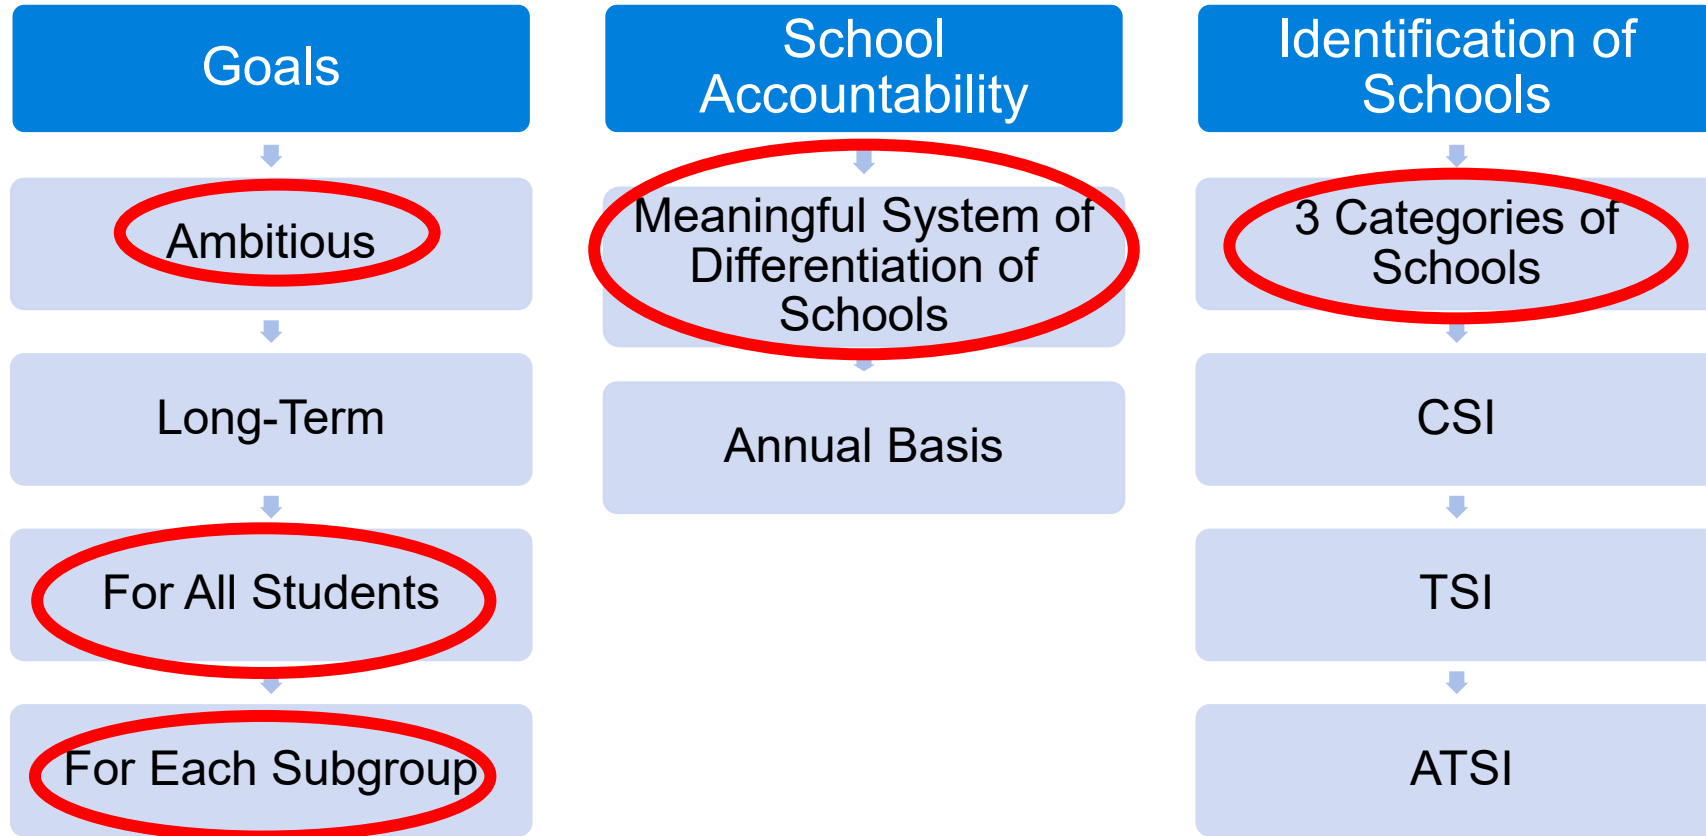 Goals
Ambitious
Long-Term
For All Students
For Each Subgroup
School
Accountability
Meaningful System of
Differentiation of
Schools
Annual Basis
Identification of
Schools
3 Categories of
Schools
CSI
TSI
ATSI